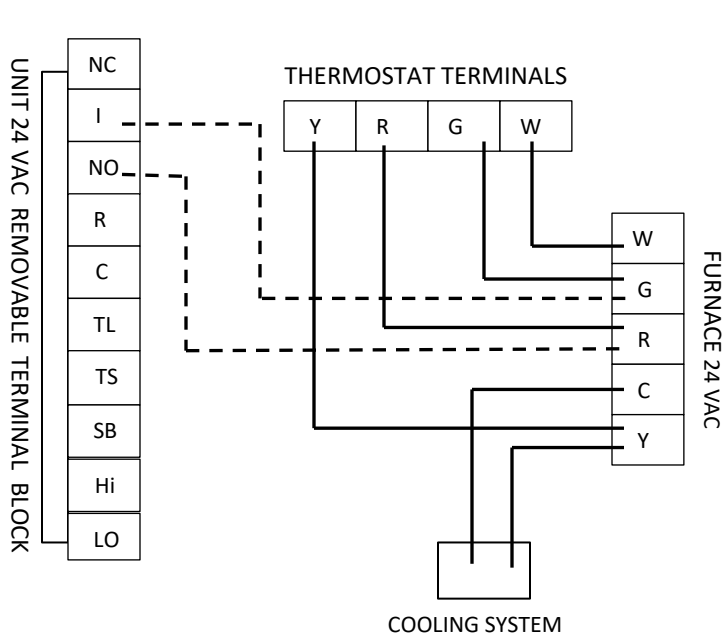 UNIT 24 VAC REMOVABLE TERMINAL BLOCK
NC
I
NO
R
C
TL
TS
SB
Hi
LO
THERMOSTAT TERMINALS
Y R G W
W
G
R
C
Y
FURNACE 24 VAC
COOLING SYSTEM